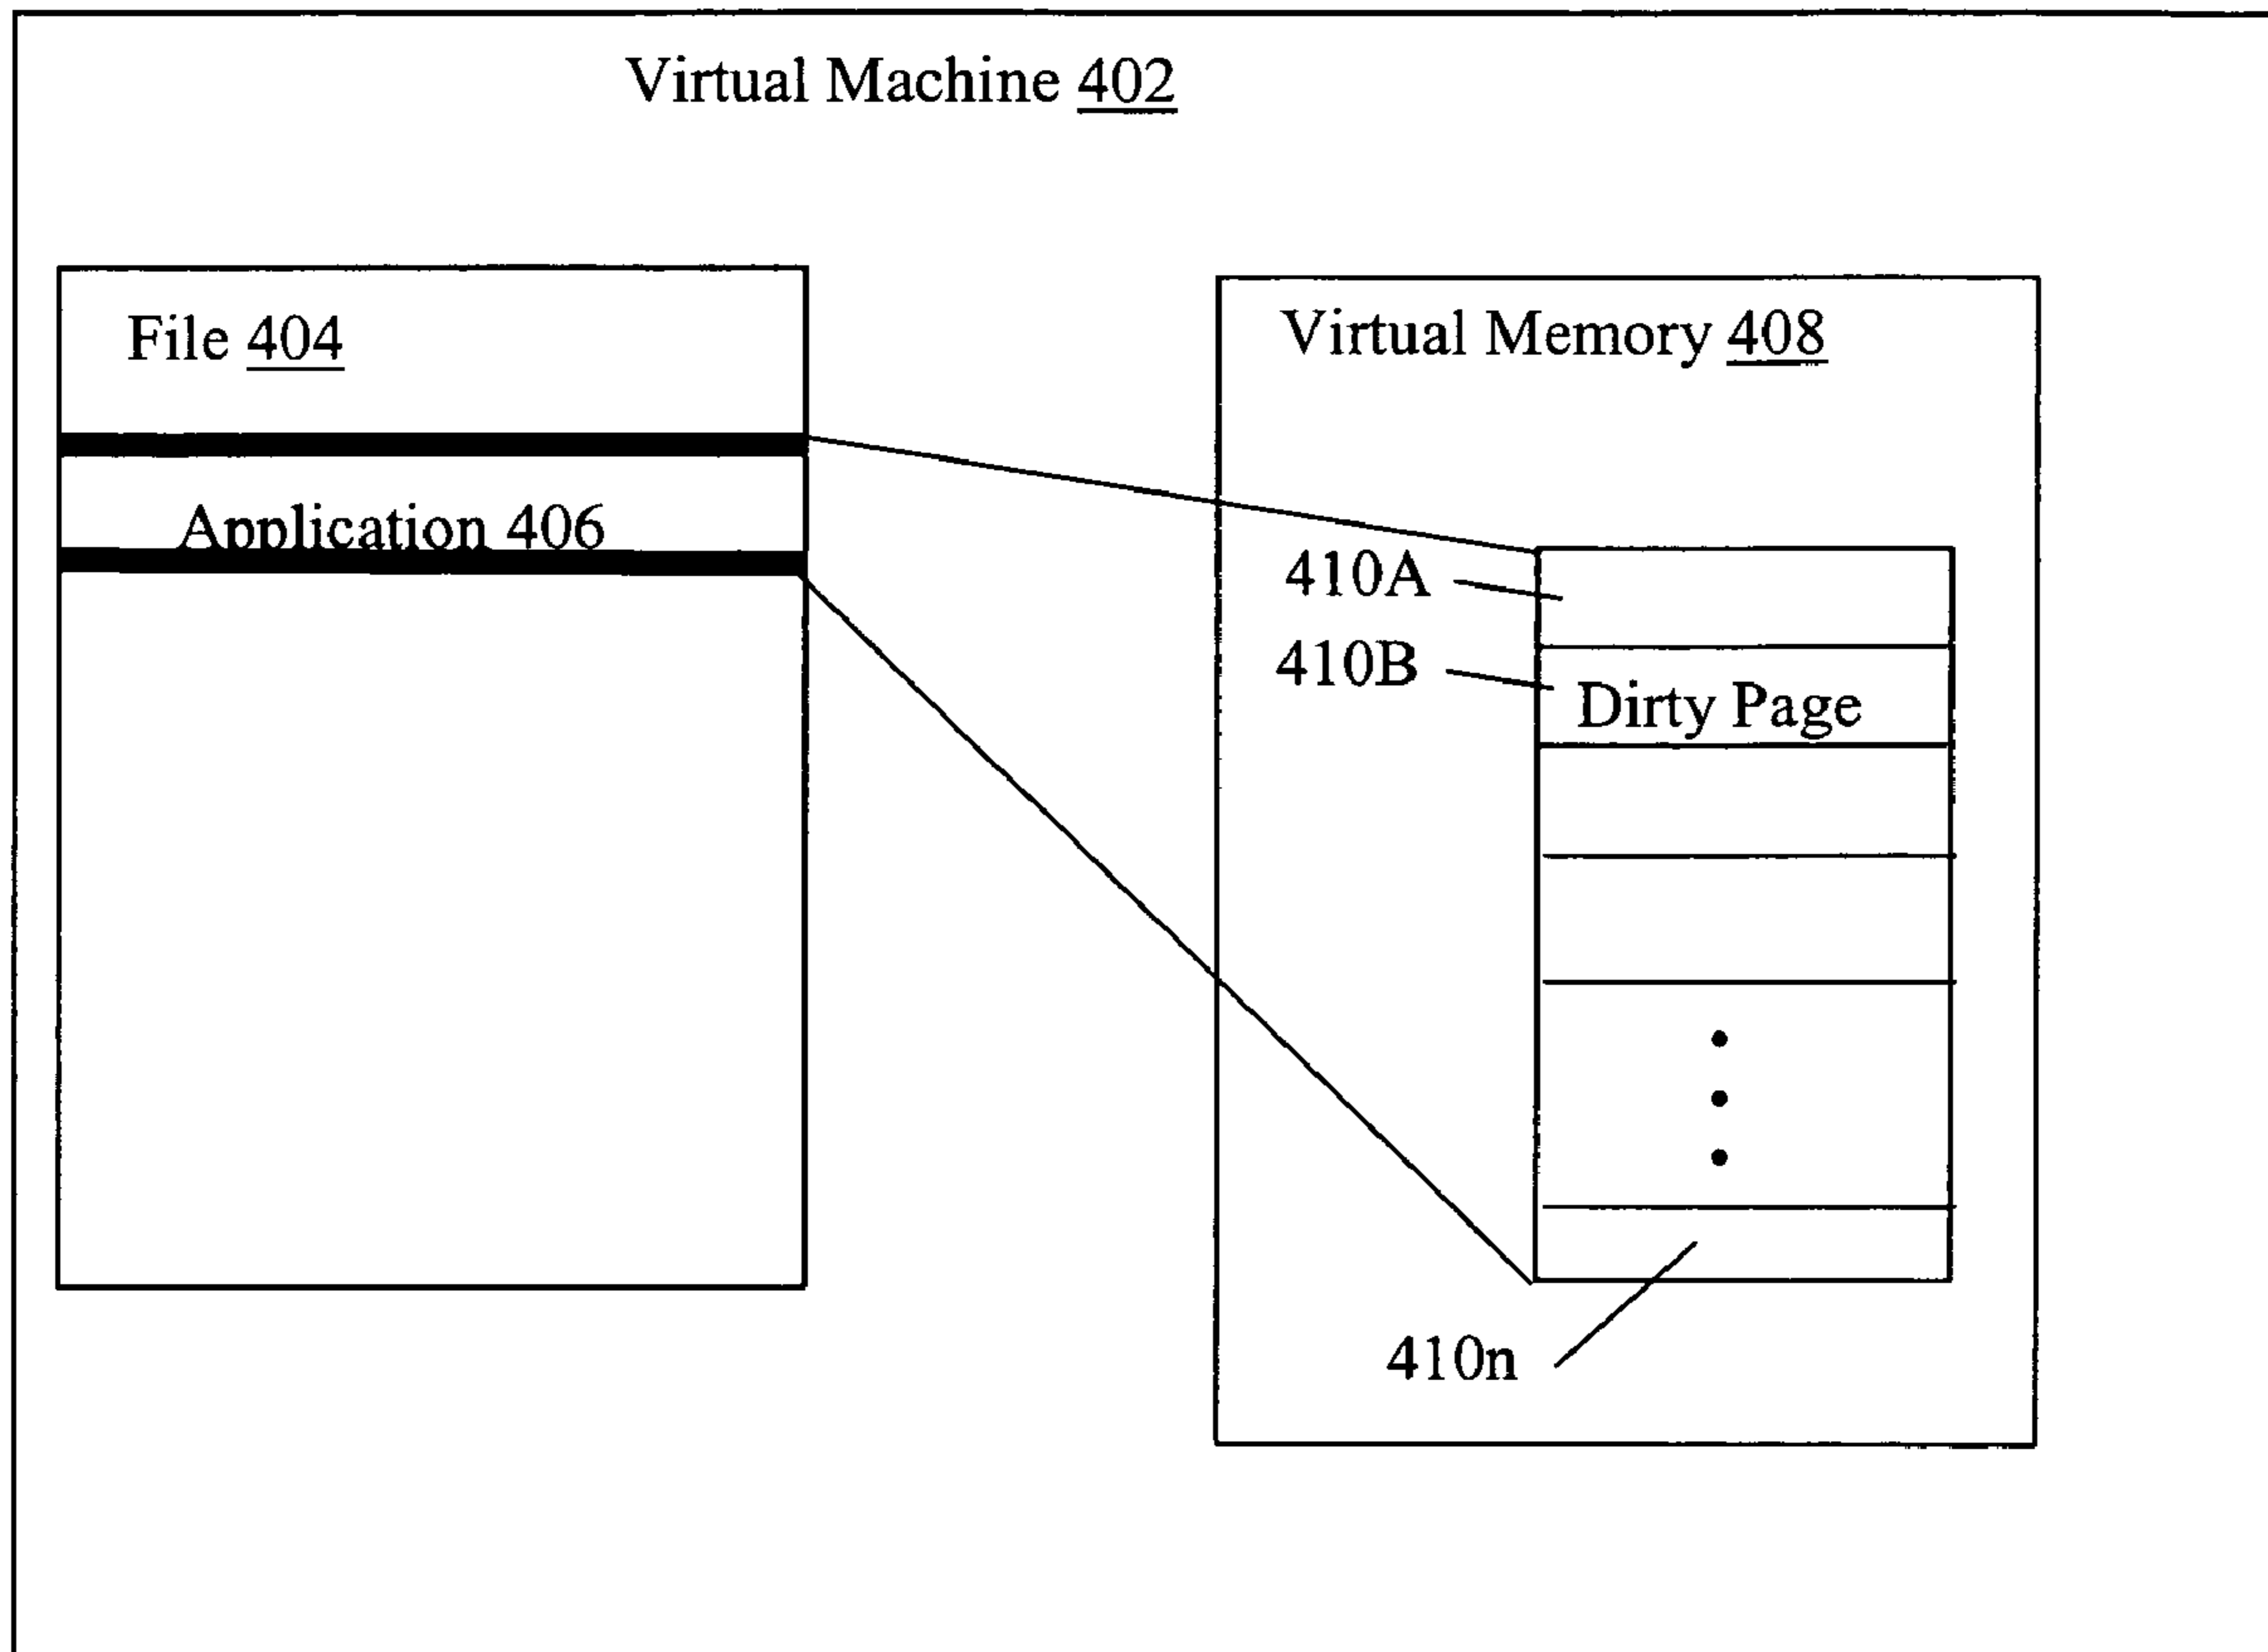 Virtual Machine 402
File 404
Application 406
Virtual Memory 408
410A
410B
Dirty Page
410n